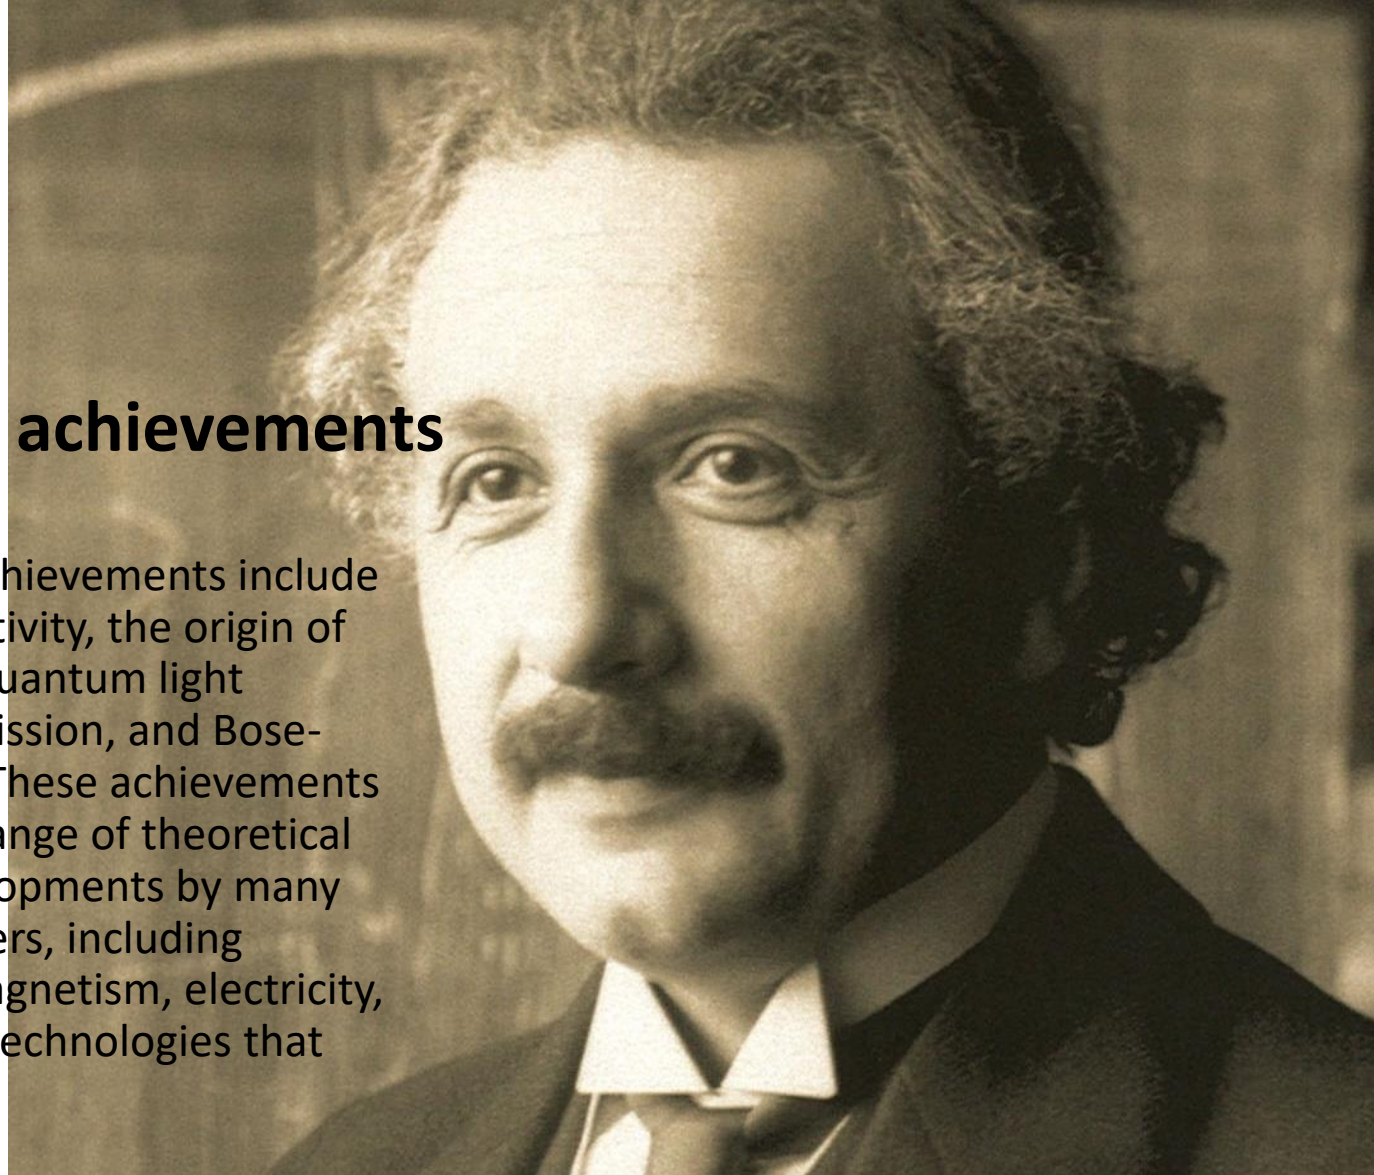 achievements
hievements include
tivity, the origin of
uantum light
ission, and Bose-
These achievements
ange of theoretical
opments by many
ers, including
gnetism, electricity,
echnologies that